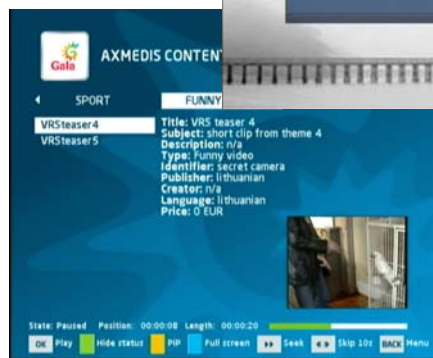 Gala
AXMEDIS CONTEN
SPORT
FUNNY
VRSteaser4
VRSteaser5
Title: VRS teaser 4
Subject: short clip from theme 4
Description: n/a
Type: Funny video
Identifier: secret camera
Publisher: lithuanian
Creator: n/a
Language: lithuanian
Price: 0 EUR
State: Paused Position: 00:00:08 Length: 00:00:20
OK Play Hide status PiP Full screen Seek Skip 10s BACK Menu